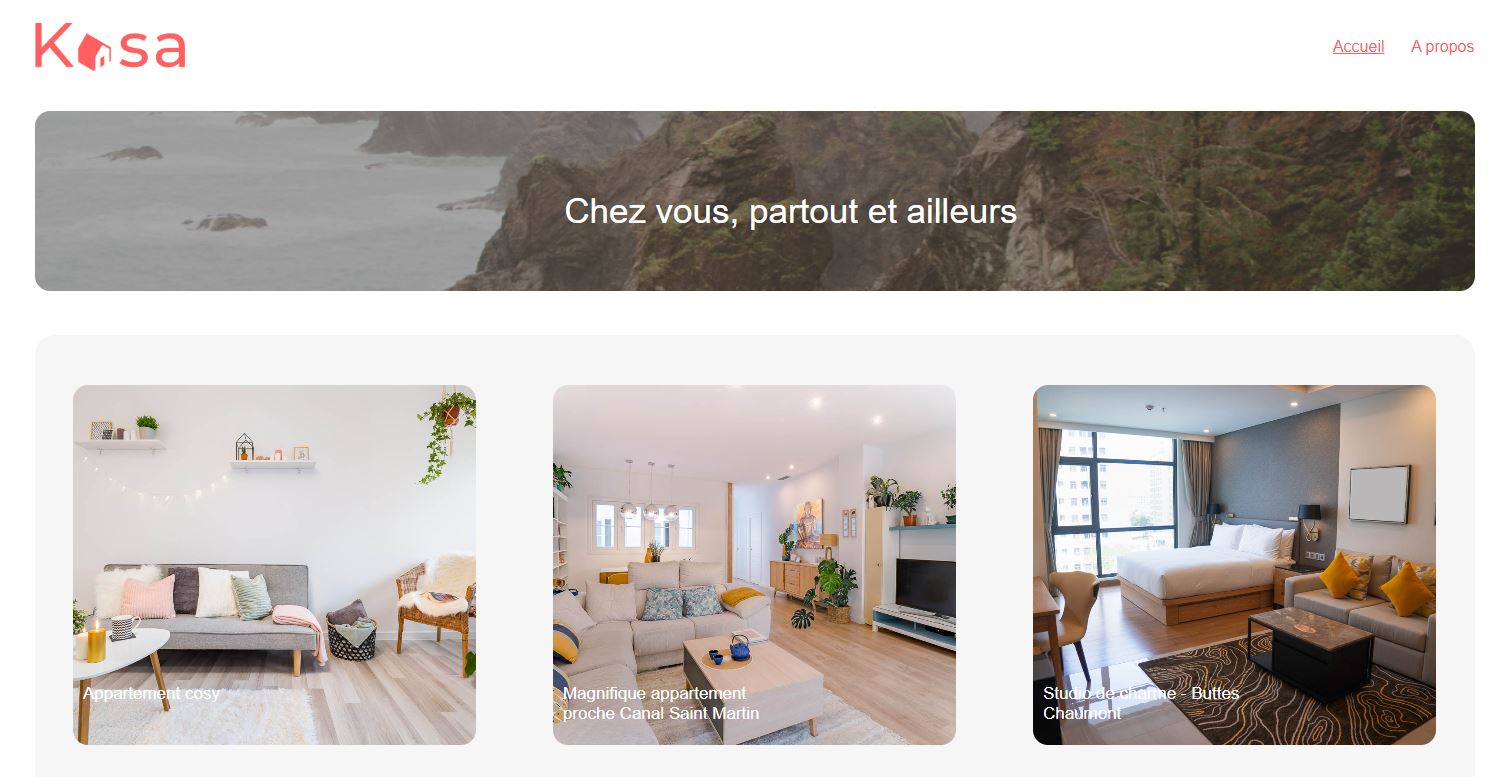 Kasa
Accueil
A propos
Chez vous, partout et ailleurs
Appartement cosy
Magnifique appartement
proche Canal Saint Martin
Studio de charme - Buttes
Chaumont